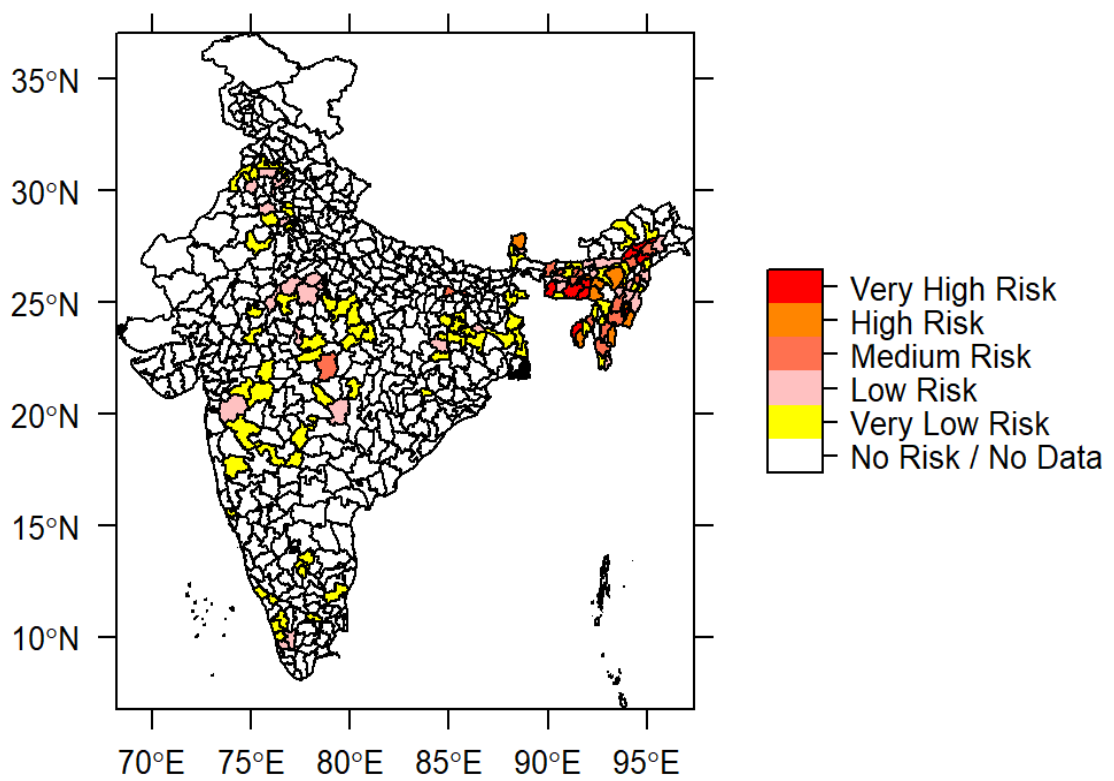 35°N
30°N
25°N
20°N
15°N
10°N
70°E 75°E 80°E 85°E 90°E 95°E
Very High Risk
High Risk
Medium Risk
Low Risk
Very Low Risk
No Risk / No Data